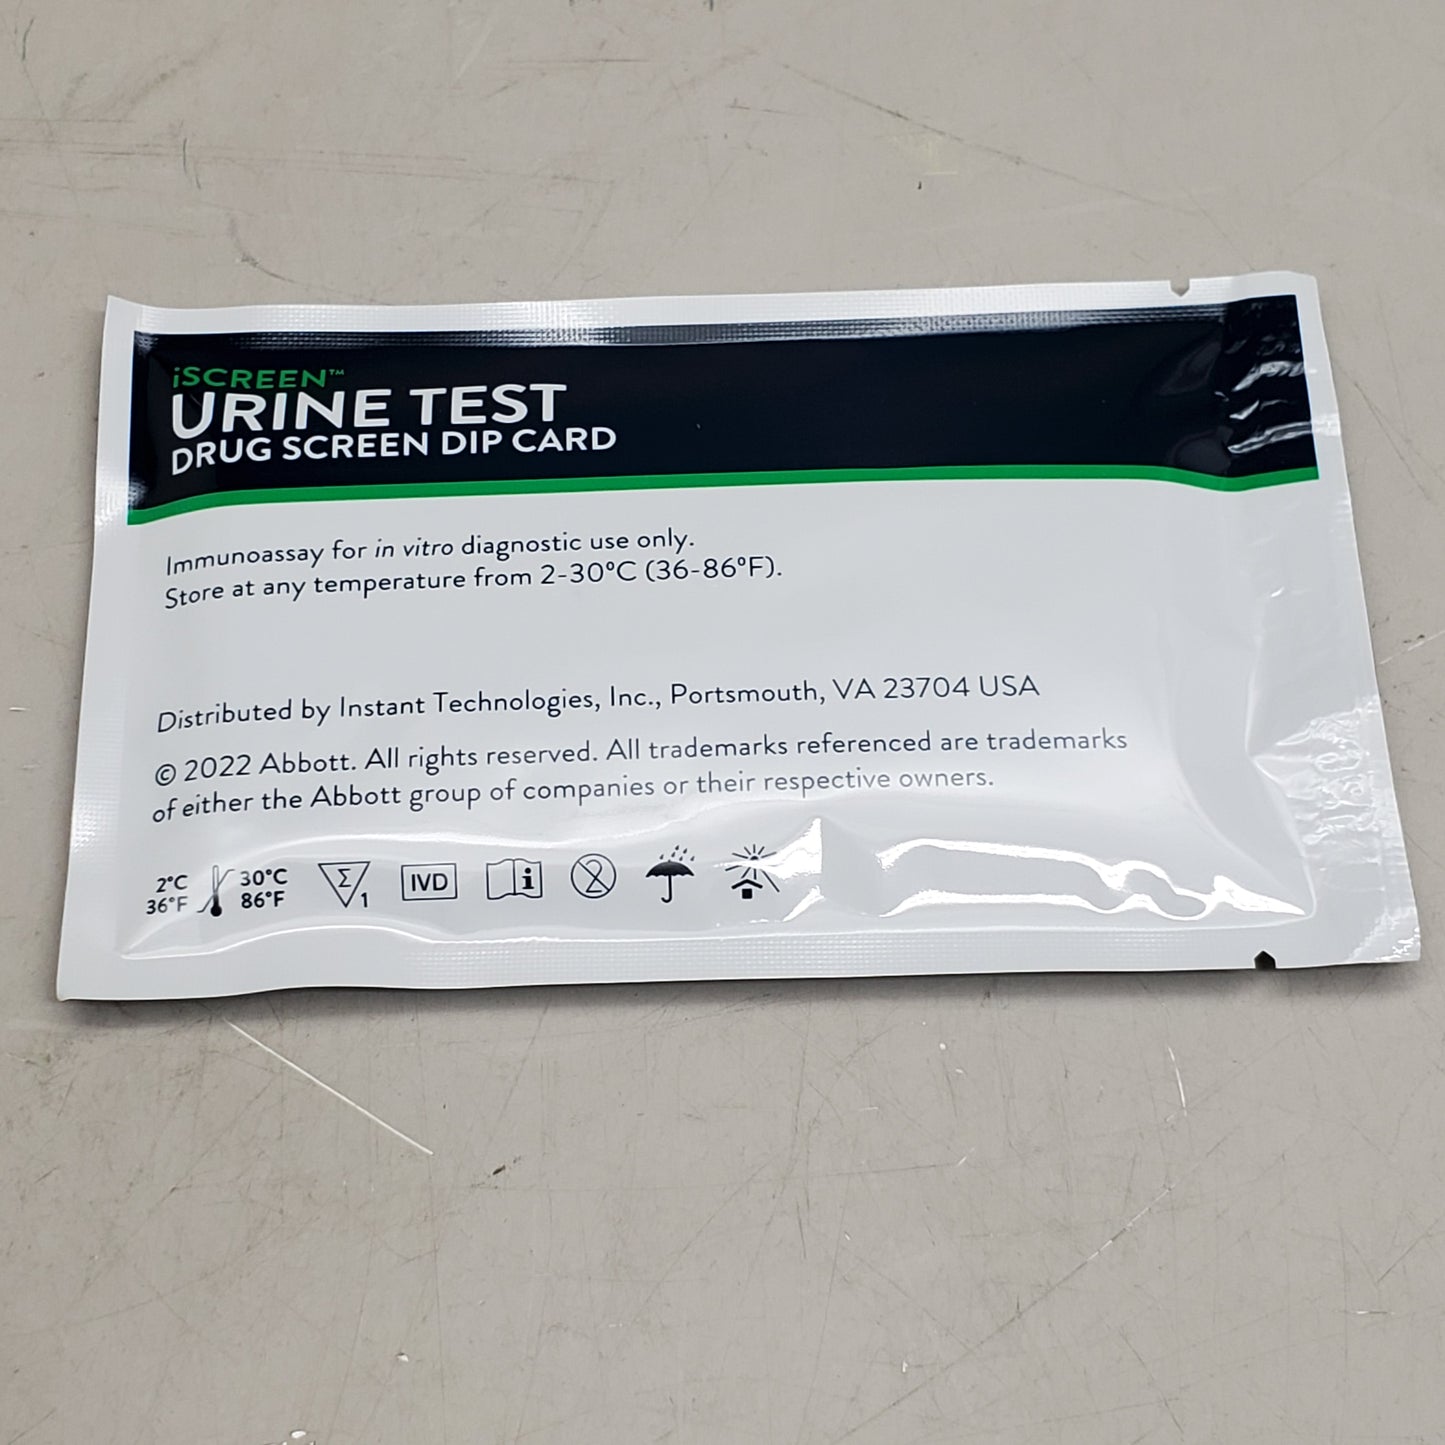 iSCREEN™
URINE TEST
DRUG SCREEN DIP CARD
Immunoassay for in vitro diagnostic use only.
Store at any temperature from 2-30°C (36-86°F).
Distributed by Instant Technologies, Inc., Portsmouth, VA 23704 USA
© 2022 Abbott. All rights reserved. All trademarks referenced are trademarks
of either the Abbott group of companies or their respective owners.
2°C 30°C Σ IVD i 2
36°F 86°F 1